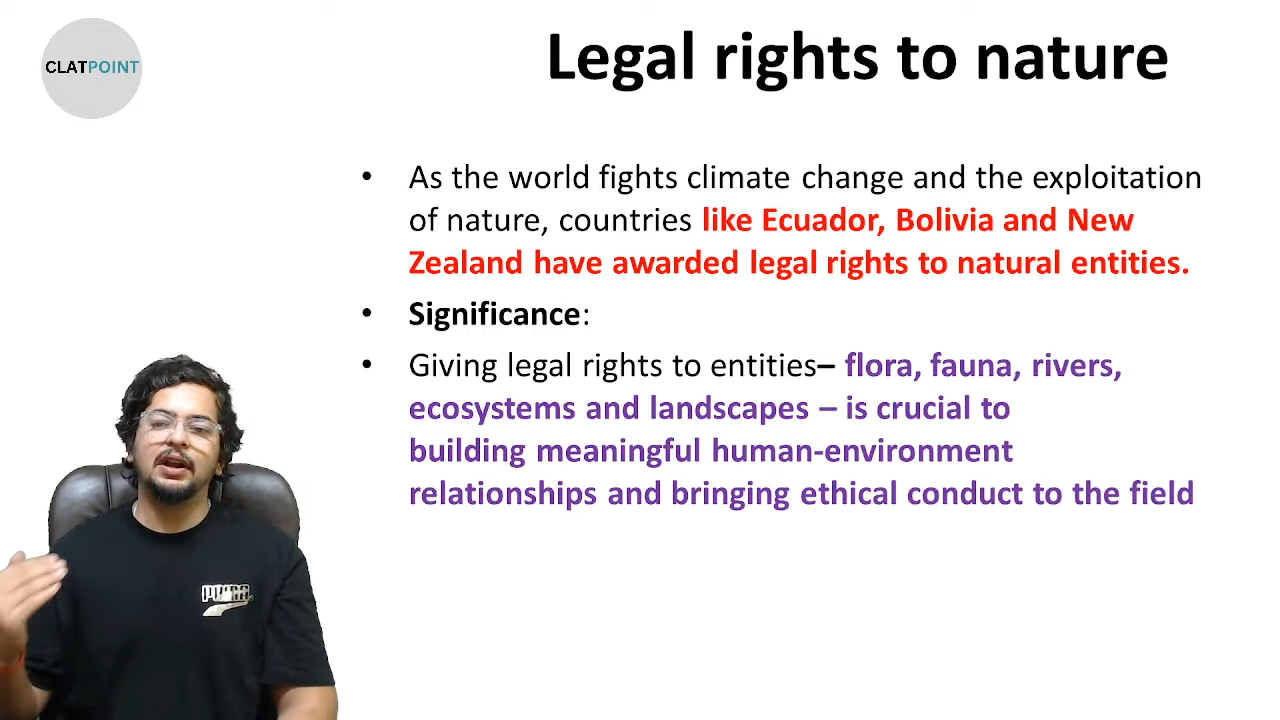 CLATPOINT
Legal rights to nature
• As the world fights climate change and the exploitation
of nature, countries like Ecuador, Bolivia and New
Zealand have awarded legal rights to natural entities.
• Significance:
• Giving legal rights to entities– flora, fauna, rivers,
ecosystems and landscapes – is crucial to
building meaningful human-environment
relationships and bringing ethical conduct to the field
PUMA